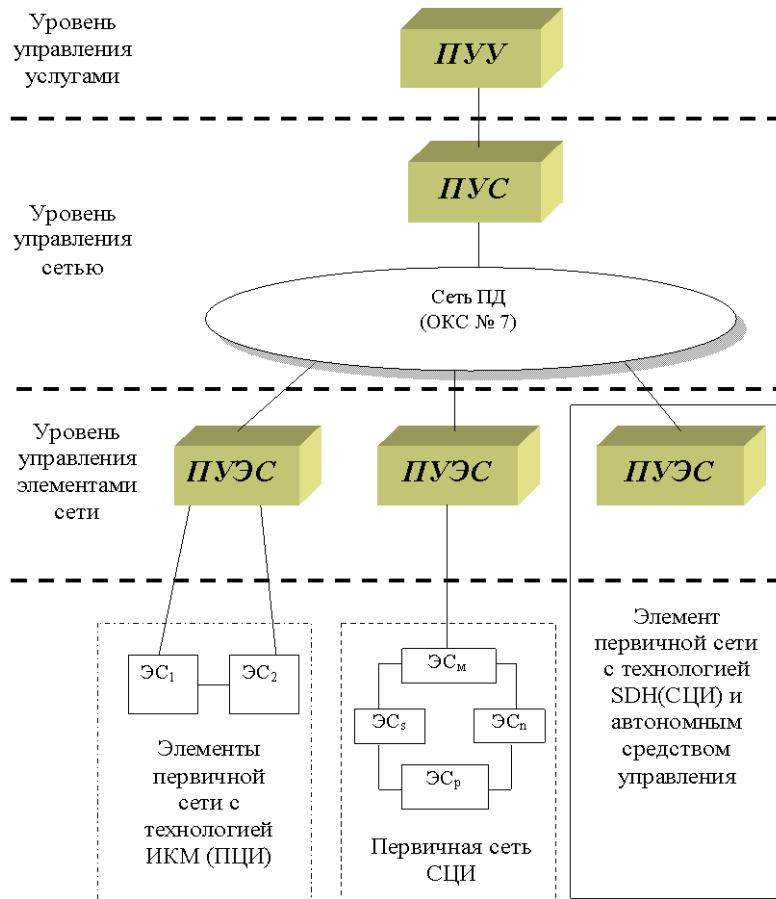 Уровень
управления
услугами
ПУУ
Уровень
управления
сетью
ПУС
Сеть ПД
(ОКС № 7)
Уровень
управления
элементами
сети
ПУЭС
ПУЭС
ПУЭС
ЭС₁
ЭС₂
Элементы
первичной
сети с
технологией
ИКМ (ПЦИ)
ЭСм
ЭСs
ЭСn
ЭСp
Первичная сеть
СЦИ
Элемент
первичной сети
с технологией
SDH(СЦИ) и
автономным
средством
управления